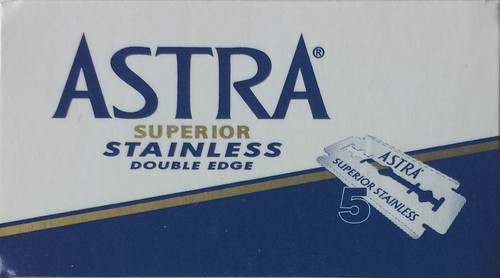 ASTRA®
SUPERIOR
STAINLESS
DOUBLE EDGE
ASTRA
SUPERIOR STAINLESS
5